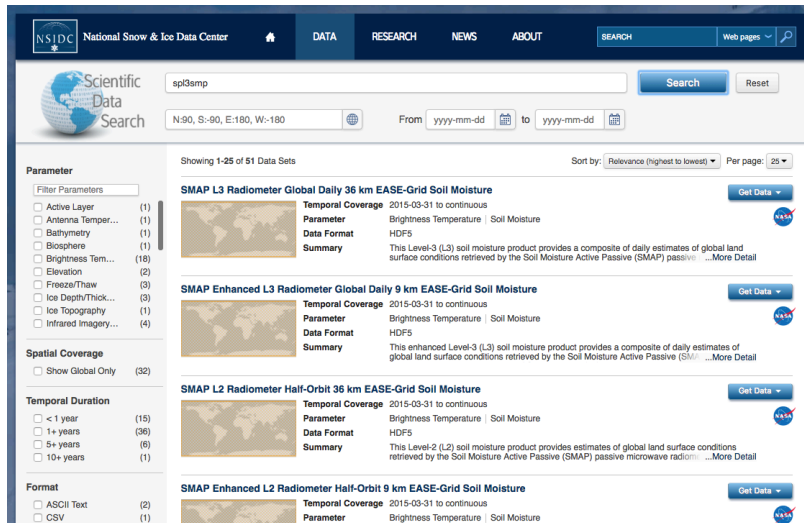 NSIDC National Snow & Ice Data Center DATA RESEARCH NEWS ABOUT SEARCH Web pages
Scientific
Data
Search
spl3smp Search Reset
N:90, S:-90, E:180, W:-180 From yyyy-mm-dd to yyyy-mm-dd
Showing 1-25 of 51 Data Sets Sort by: Relevance (highest to lowest) Per page: 25
Parameter
Filter Parameters
Active Layer (1)
Antenna Temper... (1)
Bathymetry (1)
Biosphere (1)
Brightness Tem... (18)
Elevation (2)
Freeze/Thaw (3)
Ice Depth/Thick... (3)
Ice Topography (1)
Infrared Imagery... (4)
Spatial Coverage
Show Global Only (32)
Temporal Duration
< 1 year (15)
1+ years (36)
5+ years (6)
10+ years (1)
Format
ASCII Text (2)
CSV (1)
SMAP L3 Radiometer Global Daily 36 km EASE-Grid Soil Moisture Get Data
Temporal Coverage 2015-03-31 to continuous
NASA
Parameter Brightness Temperature | Soil Moisture
Data Format HDF5
Summary This Level-3 (L3) soil moisture product provides a composite of daily estimates of global land
surface conditions retrieved by the Soil Moisture Active Passive (SMAP) passive ...More Detail
SMAP Enhanced L3 Radiometer Global Daily 9 km EASE-Grid Soil Moisture Get Data
Temporal Coverage 2015-03-31 to continuous
NASA
Parameter Brightness Temperature | Soil Moisture
Data Format HDF5
Summary This enhanced Level-3 (L3) soil moisture product provides a composite of daily estimates of
global land surface conditions retrieved by the Soil Moisture Active Passive (SMA ...More Detail
SMAP L2 Radiometer Half-Orbit 36 km EASE-Grid Soil Moisture Get Data
Temporal Coverage 2015-03-31 to continuous
NASA
Parameter Brightness Temperature | Soil Moisture
Data Format HDF5
Summary This Level-2 (L2) soil moisture product provides estimates of global land surface conditions
retrieved by the Soil Moisture Active Passive (SMAP) passive microwave radiom ...More Detail
SMAP Enhanced L2 Radiometer Half-Orbit 9 km EASE-Grid Soil Moisture Get Data
Temporal Coverage 2015-03-31 to continuous
NASA
Parameter Brightness Temperature | Soil Moisture